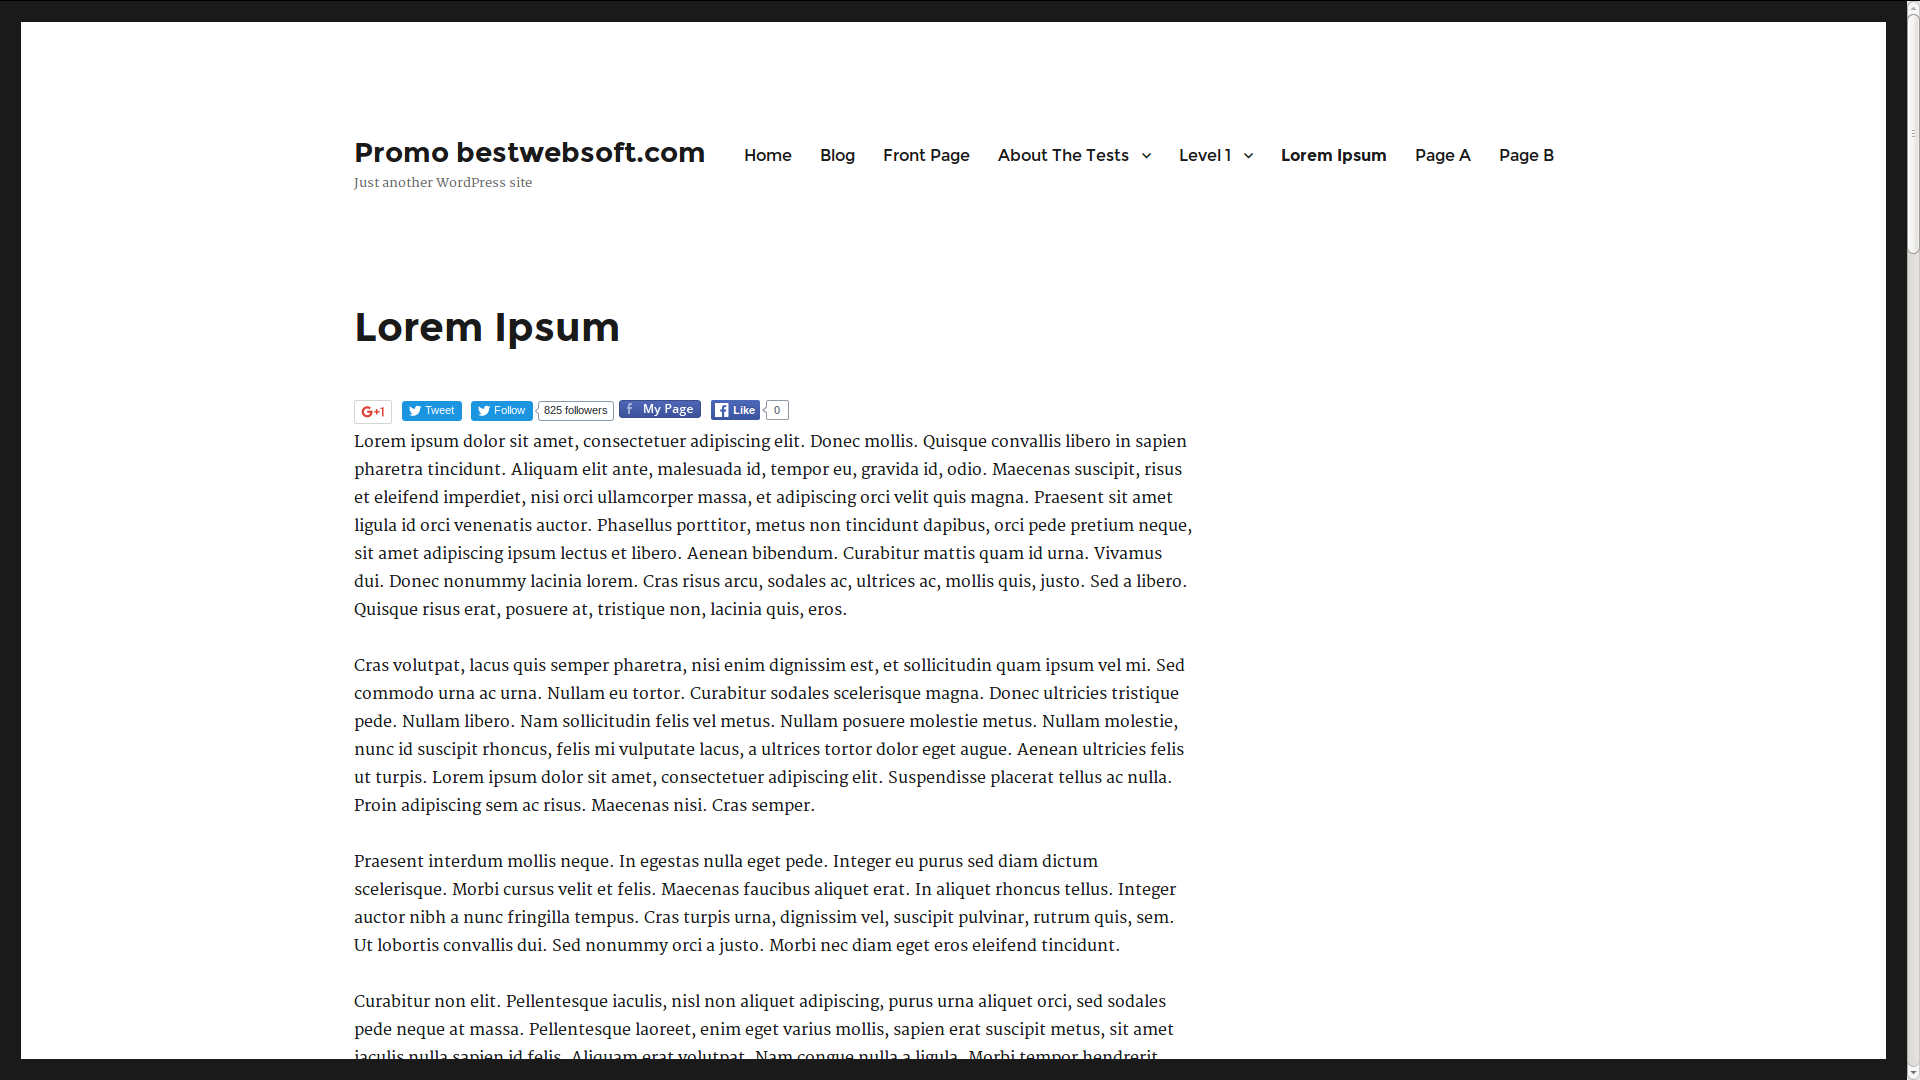 Promo bestwebsoft.com
Just another WordPress site
Home Blog Front Page About The Tests Level 1 Lorem Ipsum Page A Page B
Lorem Ipsum
G+1 Tweet Follow 825 followers My Page Like 0
Lorem ipsum dolor sit amet, consectetuer adipiscing elit. Donec mollis. Quisque convallis libero in sapien
pharetra tincidunt. Aliquam elit ante, malesuada id, tempor eu, gravida id, odio. Maecenas suscipit, risus
et eleifend imperdiet, nisi orci ullamcorper massa, et adipiscing orci velit quis magna. Praesent sit amet
ligula id orci venenatis auctor. Phasellus porttitor, metus non tincidunt dapibus, orci pede pretium neque,
sit amet adipiscing ipsum lectus et libero. Aenean bibendum. Curabitur mattis quam id urna. Vivamus
dui. Donec nonummy lacinia lorem. Cras risus arcu, sodales ac, ultrices ac, mollis quis, justo. Sed a libero.
Quisque risus erat, posuere at, tristique non, lacinia quis, eros.
Cras volutpat, lacus quis semper pharetra, nisi enim dignissim est, et sollicitudin quam ipsum vel mi. Sed
commodo urna ac urna. Nullam eu tortor. Curabitur sodales scelerisque magna. Donec ultricies tristique
pede. Nullam libero. Nam sollicitudin felis vel metus. Nullam posuere molestie metus. Nullam molestie,
nunc id suscipit rhoncus, felis mi vulputate lacus, a ultrices tortor dolor eget augue. Aenean ultricies felis
ut turpis. Lorem ipsum dolor sit amet, consectetuer adipiscing elit. Suspendisse placerat tellus ac nulla.
Proin adipiscing sem ac risus. Maecenas nisi. Cras semper.
Praesent interdum mollis neque. In egestas nulla eget pede. Integer eu purus sed diam dictum
scelerisque. Morbi cursus velit et felis. Maecenas faucibus aliquet erat. In aliquet rhoncus tellus. Integer
auctor nibh a nunc fringilla tempus. Cras turpis urna, dignissim vel, suscipit pulvinar, rutrum quis, sem.
Ut lobortis convallis dui. Sed nonummy orci a justo. Morbi nec diam eget eros eleifend tincidunt.
Curabitur non elit. Pellentesque iaculis, nisl non aliquet adipiscing, purus urna aliquet orci, sed sodales
pede neque at massa. Pellentesque laoreet, enim eget varius mollis, sapien erat suscipit metus, sit amet
iaculis nulla sapien id felis. Aliquam erat volutpat. Nam congue nulla a ligula. Morbi tempor hendrerit